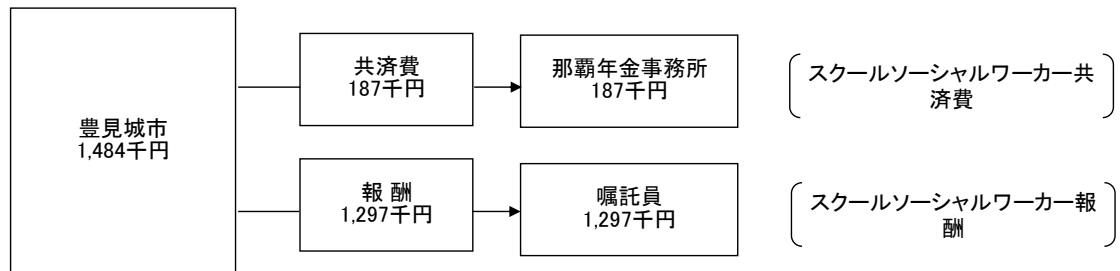 豊見城市
1,484千円
共済費
187千円
那覇年金事務所
187千円
スクールソーシャルワーカー共
済費
報 酬
1,297千円
嘱託員
1,297千円
スクールソーシャルワーカー報
酬